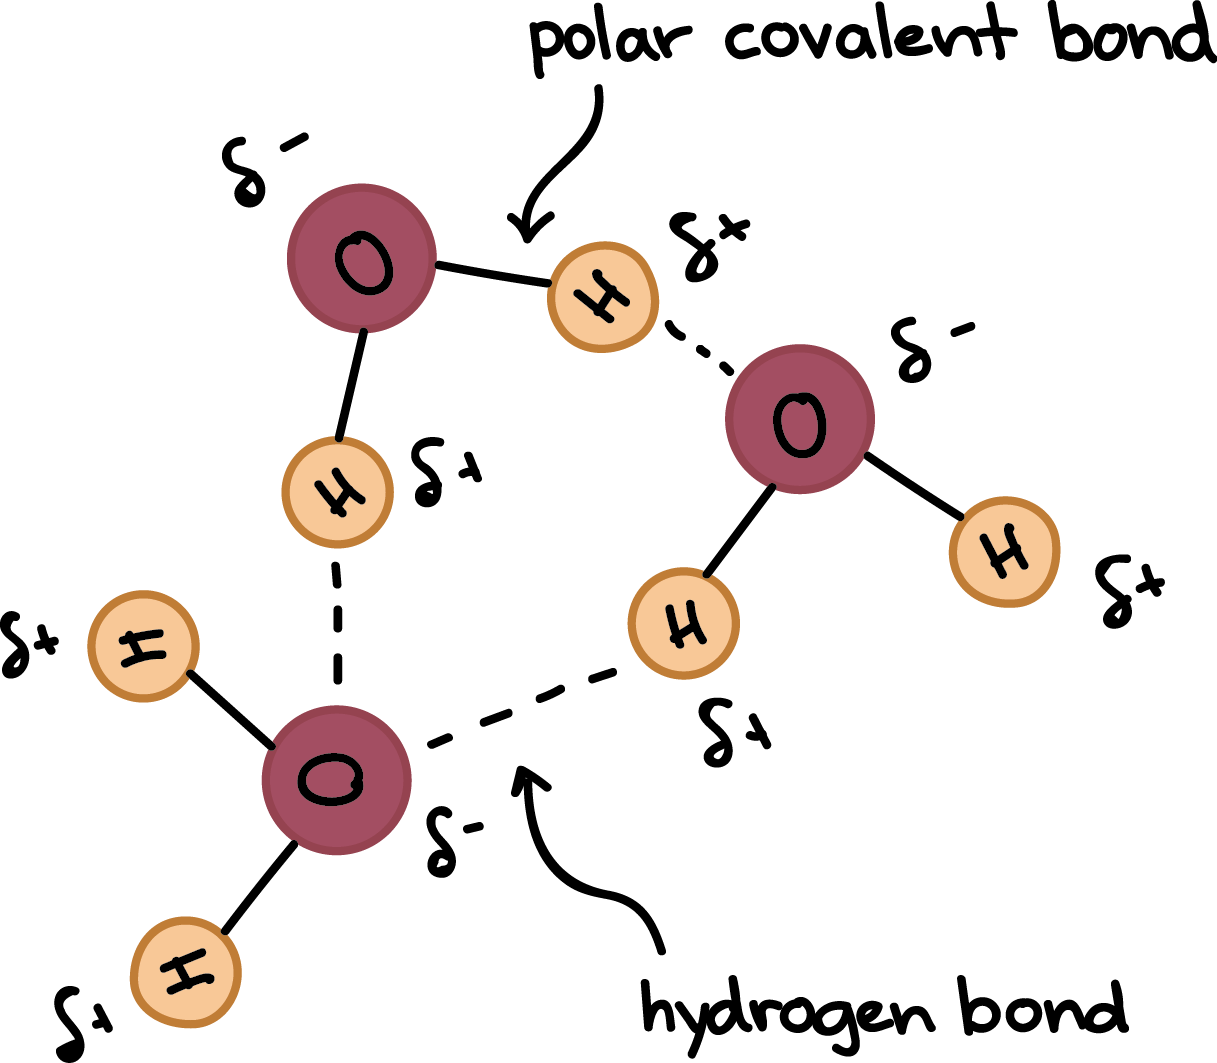 polar covalent bond
δ-
O
H
δ+
δ-
O
H
δ+
H
δ+
H
δ+
H
δ+
O
δ-
H
δ+
hydrogen bond